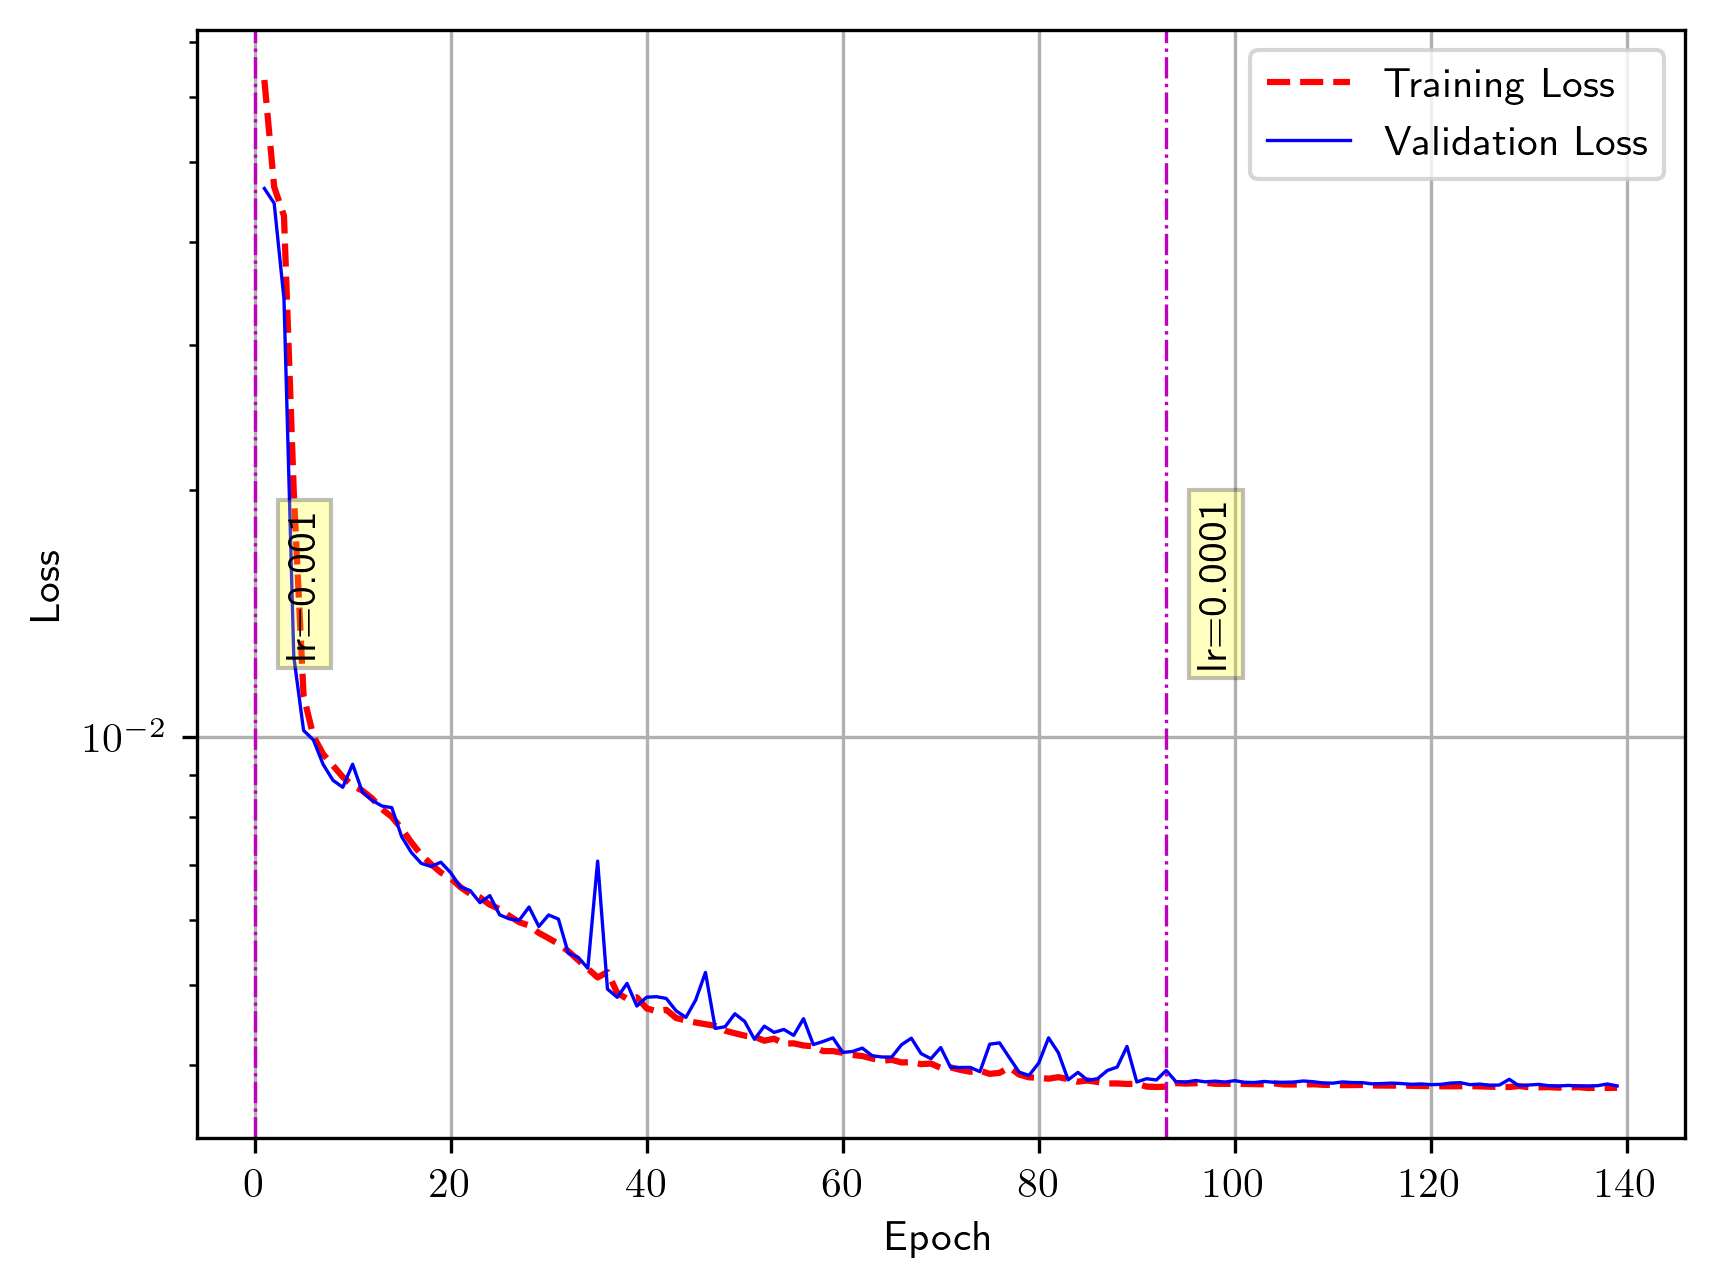 Training Loss
Validation Loss
Loss
10⁻²
lr=0.001
lr=0.0001
0 20 40 60 80 100 120 140
Epoch